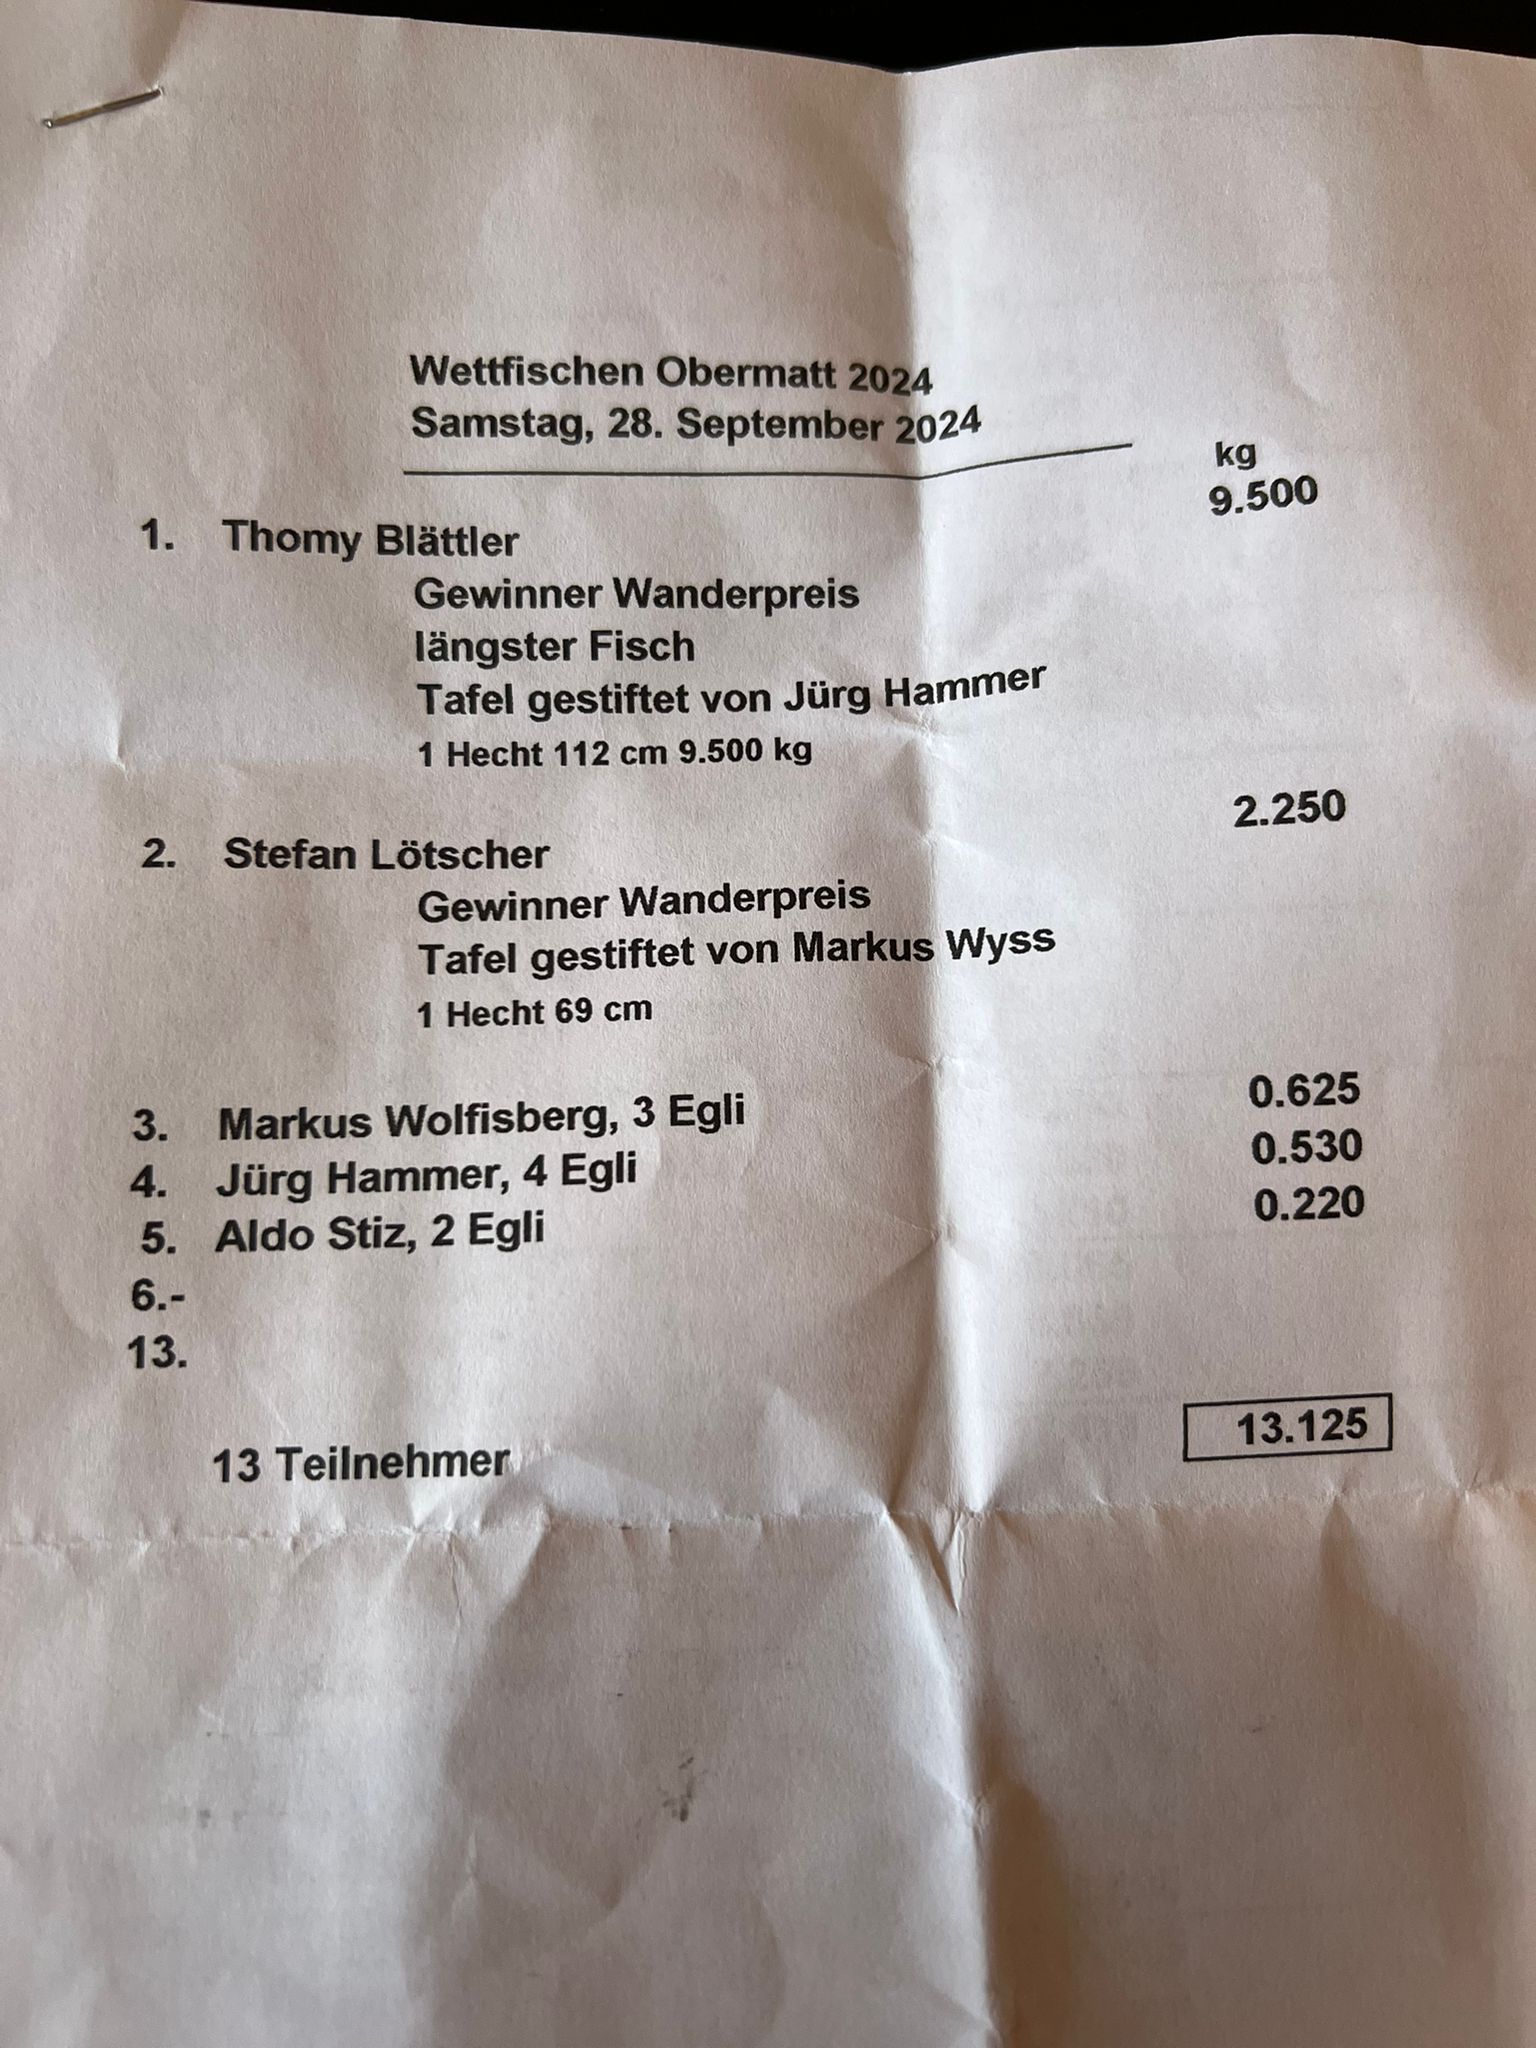 Wettfischen Obermatt 2024
Samstag, 28. September 2024
kg
1. Thomy Blättler 9.500
Gewinner Wanderpreis
längster Fisch
Tafel gestiftet von Jürg Hammer
1 Hecht 112 cm 9.500 kg
2. Stefan Lötscher 2.250
Gewinner Wanderpreis
Tafel gestiftet von Markus Wyss
1 Hecht 69 cm
3. Markus Wolfisberg, 3 Egli 0.625
4. Jürg Hammer, 4 Egli 0.530
5. Aldo Stiz, 2 Egli 0.220
6.-
13.
13 Teilnehmer 13.125